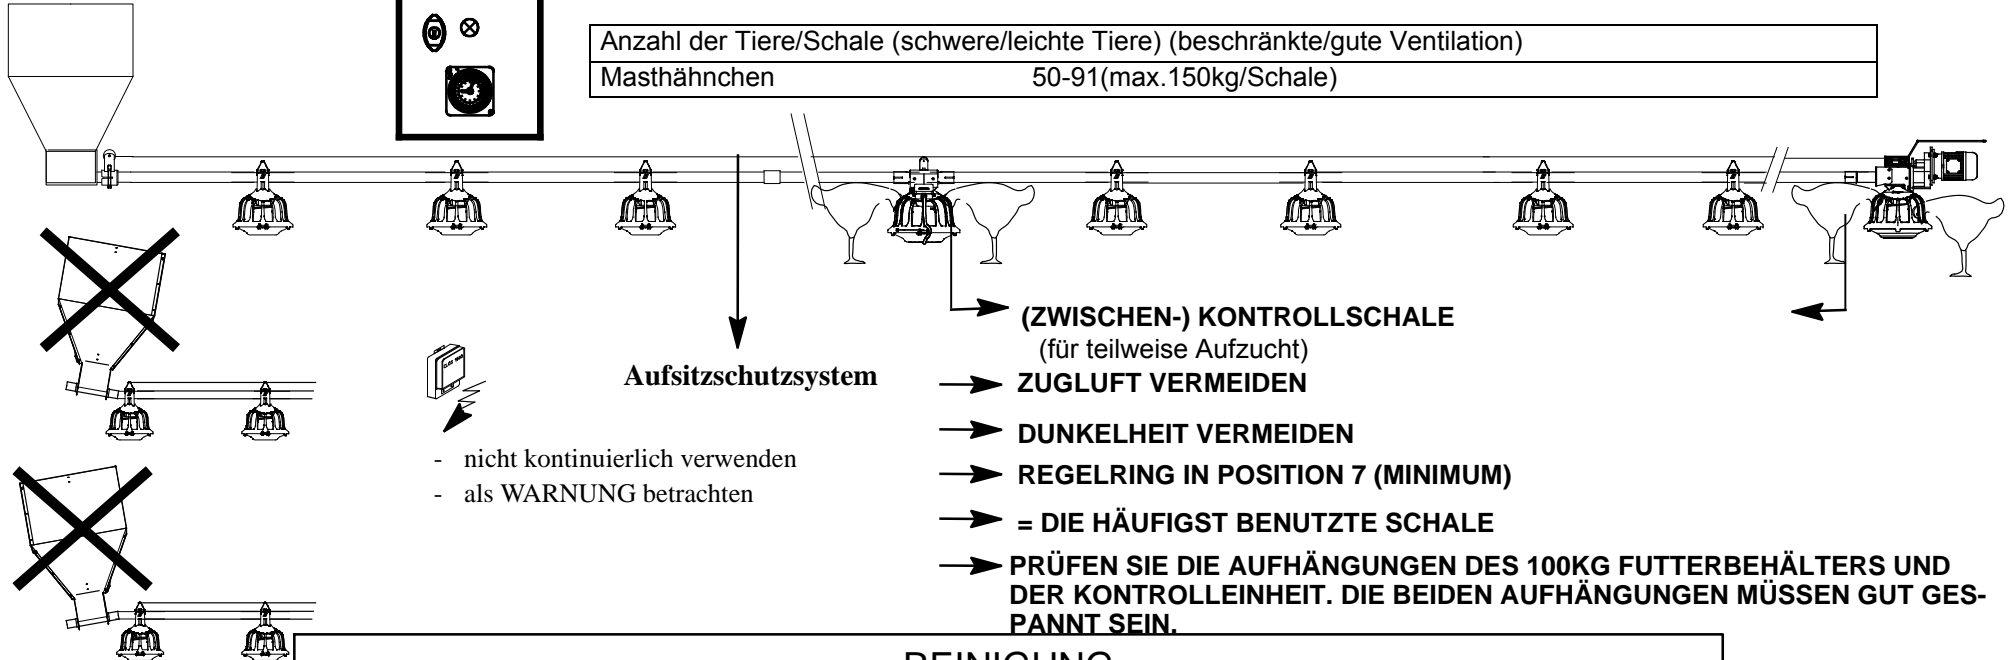 Anzahl der Tiere/Schale (schwere/leichte Tiere) (beschränkte/gute Ventilation)
Masthähnchen 50-91(max.150kg/Schale)
(ZWISCHEN-) KONTROLLSCHALE
(für teilweise Aufzucht)
Aufsitzschutzsystem
ZUGLUFT VERMEIDEN
DUNKELHEIT VERMEIDEN
- nicht kontinuierlich verwenden
- als WARNUNG betrachten
REGELRING IN POSITION 7 (MINIMUM)
= DIE HÄUFIGST BENUTZTE SCHALE
PRÜFEN SIE DIE AUFHÄNGUNGEN DES 100KG FUTTERBEHÄLTERS UND
DER KONTROLLEINHEIT. DIE BEIDEN AUFHÄNGUNGEN MÜSSEN GUT GES-
PANNT SEIN.
REINIGUNG